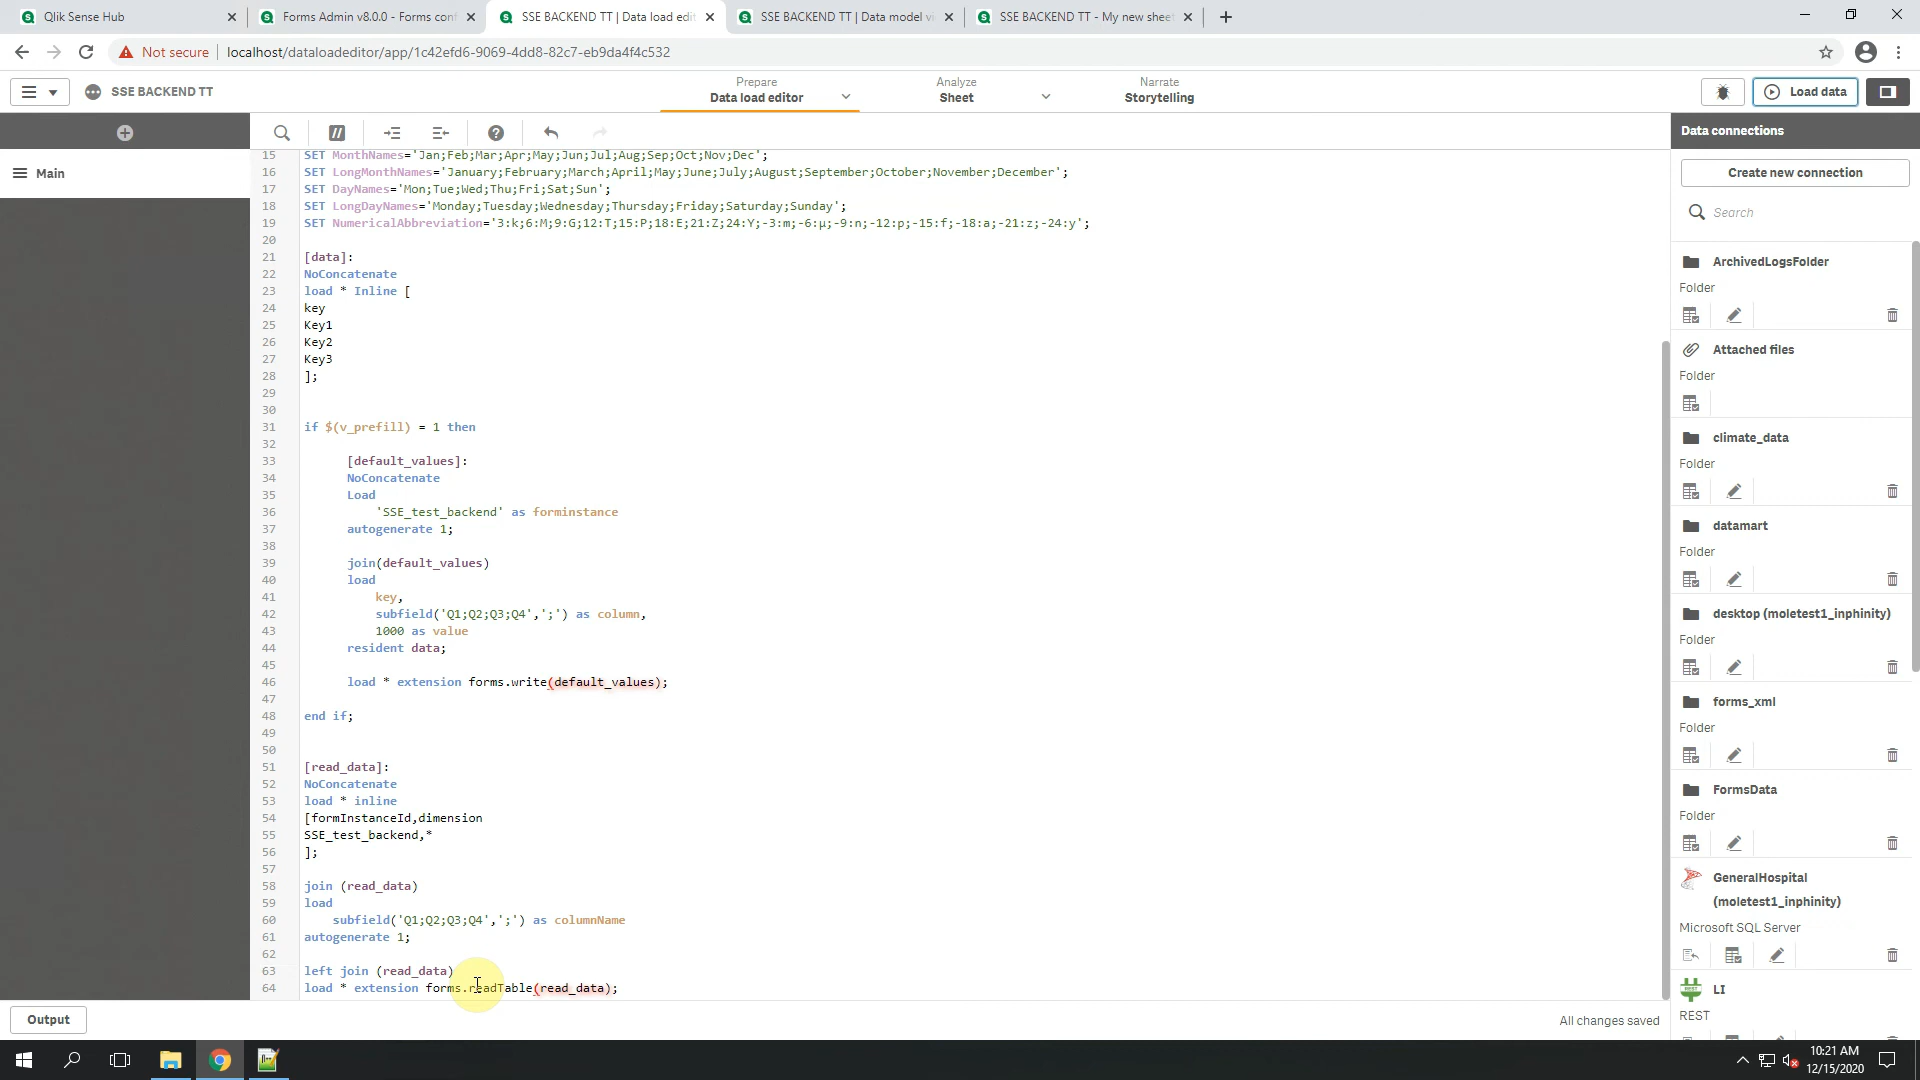 Qlik Sense Hub
Forms Admin v8.0.0 - Forms conf
SSE BACKEND TT | Data load edit
SSE BACKEND TT | Data model vi
SSE BACKEND TT - My new sheet
Not secure
localhost/dataloadeditor/app/1c42efd6-9069-4dd8-82c7-eb9da4f4c532
SSE BACKEND TT
Prepare
Data load editor
Analyze
Sheet
Narrate
Storytelling
Load data
Main
15 SET MonthNames='Jan;Feb;Mar;Apr;May;Jun;Jul;Aug;Sep;Oct;Nov;Dec';
16 SET LongMonthNames='January;February;March;April;May;June;July;August;September;October;November;December';
17 SET DayNames='Mon;Tue;Wed;Thu;Fri;Sat;Sun';
18 SET LongDayNames='Monday;Tuesday;Wednesday;Thursday;Friday;Saturday;Sunday';
19 SET NumericalAbbreviation='3:k;6:M;9:G;12:T;15:P;18:E;21:Z;24:Y;-3:m;-6:μ;-9:n;-12:p;-15:f;-18:a;-21:z;-24:y';
20
21 [data]:
22 NoConcatenate
23 load * Inline [
24 key
25 Key1
26 Key2
27 Key3
28 ];
29
30
31 if $(v_prefill) = 1 then
32
33 [default_values]:
34 NoConcatenate
35 Load
36 'SSE_test_backend' as forminstance
37 autogenerate 1;
38
39 join(default_values)
40 load
41 key,
42 subfield('Q1;Q2;Q3;Q4',';') as column,
43 1000 as value
44 resident data;
45
46 load * extension forms.write(default_values);
47
48 end if;
49
50
51 [read_data]:
52 NoConcatenate
53 load * inline
54 [formInstanceId,dimension
55 SSE_test_backend,*
56 ];
57
58 join (read_data)
59 load
60 subfield('Q1;Q2;Q3;Q4',';') as columnName
61 autogenerate 1;
62
63 left join (read_data)
64 load * extension forms.readTable(read_data);
Data connections
Create new connection
Search
ArchivedLogsFolder
Folder
Attached files
Folder
climate_data
Folder
datamart
Folder
desktop (moletest1_inphinity)
Folder
forms_xml
Folder
FormsData
Folder
GeneralHospital
(moletest1_inphinity)
Microsoft SQL Server
LI
REST
Output
All changes saved
10:21 AM
12/15/2020